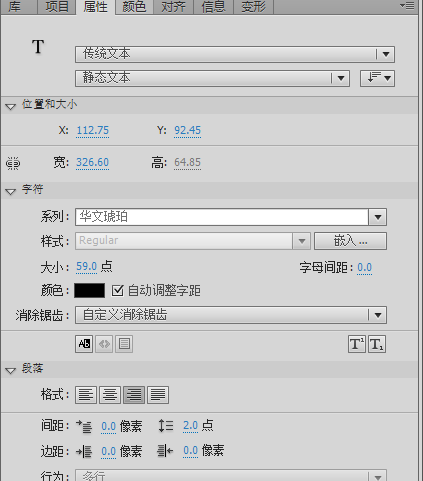 库 项目 属性 颜色 对齐 信息 变形
T
传统文本
静态文本
位置和大小
X: 112.75 Y: 92.45
宽: 326.60 高: 64.85
字符
系列: 华文琥珀
样式: Regular 嵌入...
大小: 59.0 点 字母间距: 0.0
颜色: 自动调整字距
消除锯齿: 自定义消除锯齿
AB T¹ T₁
段落
格式:
间距: 0.0 像素 2.0 点
边距: 0.0 像素 0.0 像素
行为: 多行